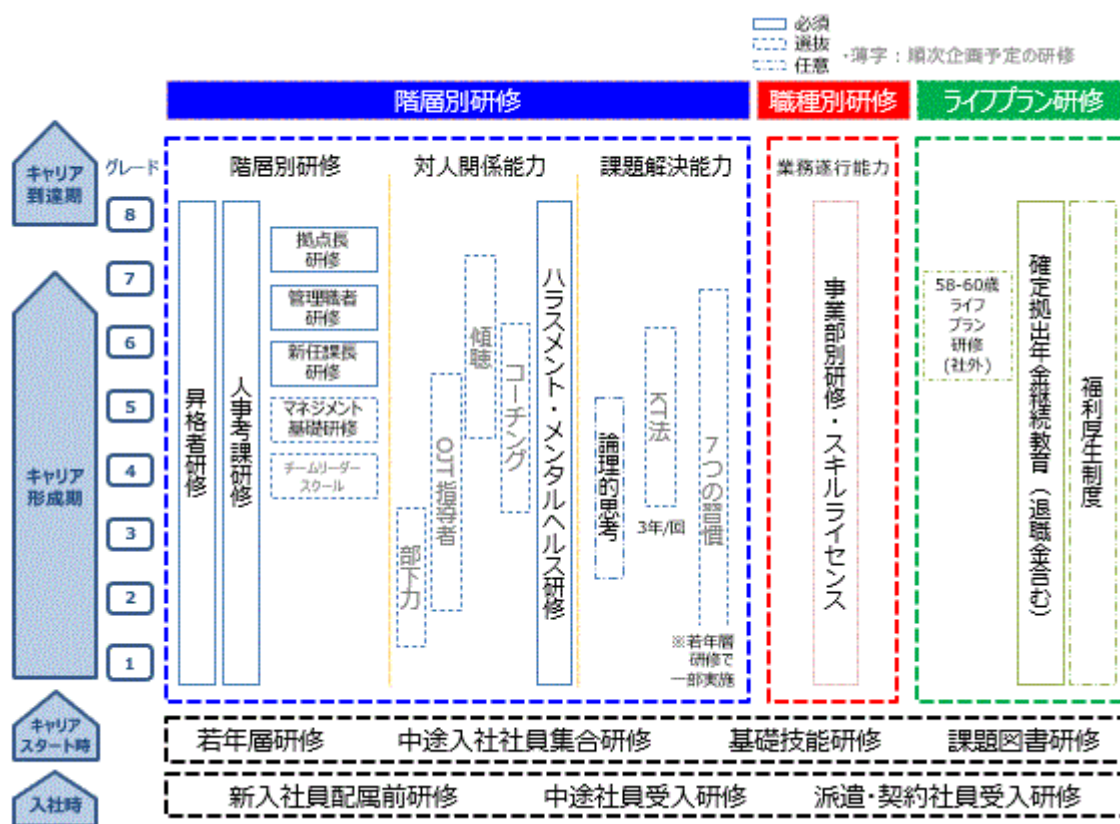 必須
選抜
任意
・薄字：順次企画予定の研修
階層別研修
職種別研修
ライフプラン研修
キャリア
到達期
グレード
階層別研修
対人関係能力
課題解決能力
業務遂行能力
8
7
6
5
4
3
2
1
キャリア
形成期
昇格者研修
人事考課研修
拠点長
研修
管理職者
研修
新任課長
研修
マネジメント
基礎研修
チームリーダー
スクール
部下力
OJT指導者
傾聴
コーチング
ハラスメント・メンタルヘルス研修
論理的思考
KT法
3年/回
7つの習慣
※若年層
研修で
一部実施
事業部別研修・スキルライセンス
58-60歳
ライフ
プラン
研修
(社外)
確定拠出年金継続教育（退職金含む）
福利厚生制度
キャリア
スタート時
若年層研修
中途入社社員集合研修
基礎技能研修
課題図書研修
入社時
新入社員配属前研修
中途社員受入研修
派遣・契約社員受入研修